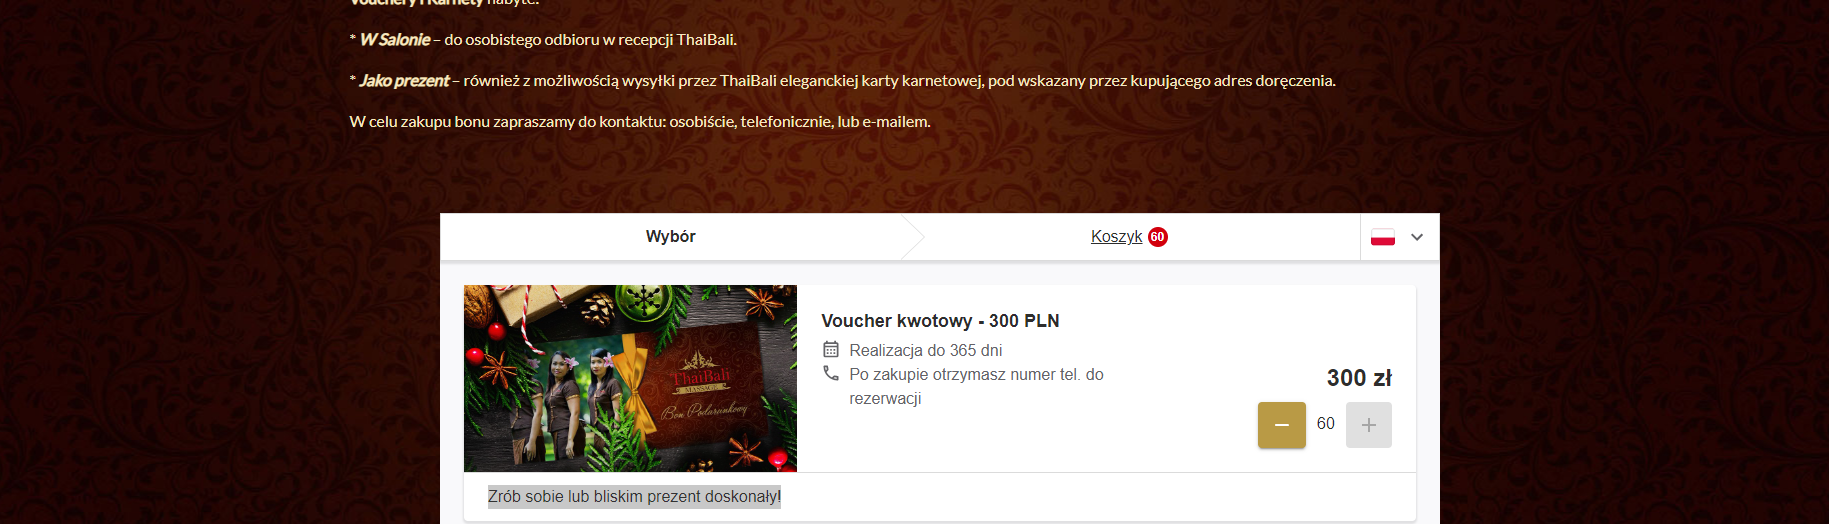 Vouchery i Karnety nabyte:
* W Salonie – do osobistego odbioru w recepcji ThaiBali.
* Jako prezent – również z możliwością wysyłki przez ThaiBali eleganckiej karty karnetowej, pod wskazany przez kupującego adres doręczenia.
W celu zakupu bonu zapraszamy do kontaktu: osobiście, telefonicznie, lub e-mailem.
Wybór
Koszyk 60
Voucher kwotowy - 300 PLN
Realizacja do 365 dni
Po zakupie otrzymasz numer tel. do
rezerwacji
300 zł
− 60 +
ThaiBali
MASSAGE
Bon Podarunkowy
Zrób sobie lub bliskim prezent doskonały!